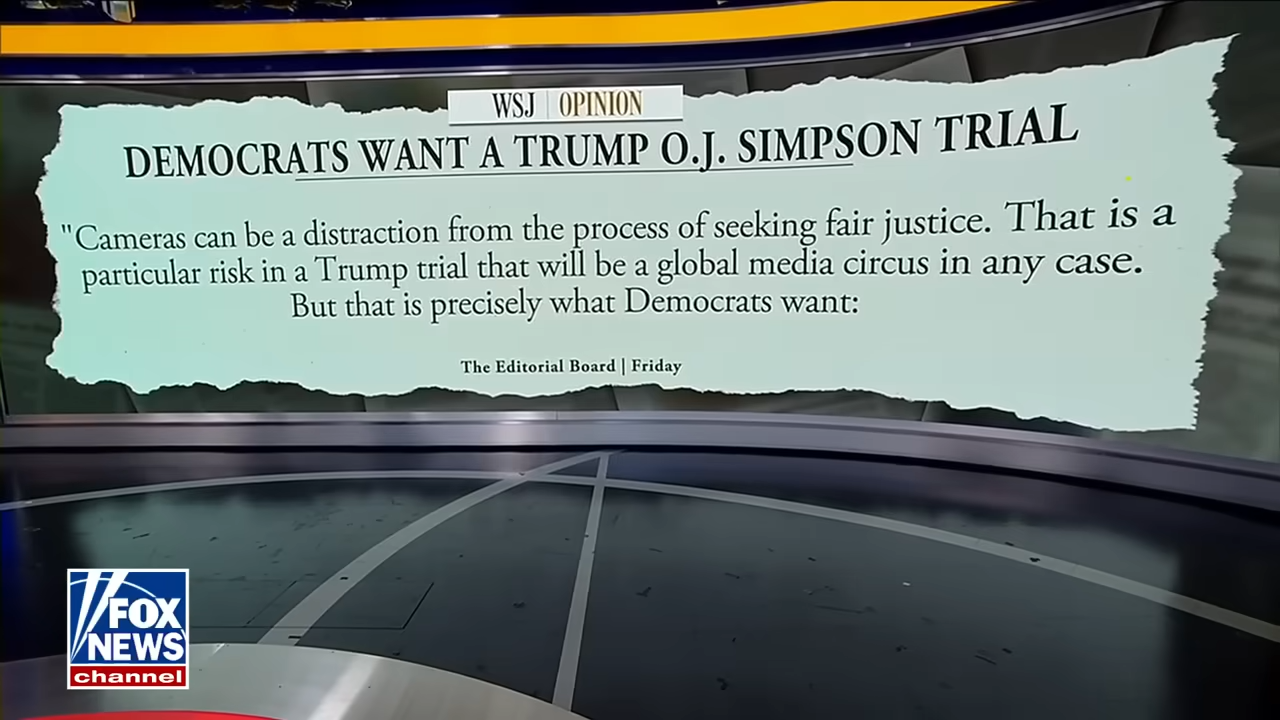 WSJ | OPINION
DEMOCRATS WANT A TRUMP O.J. SIMPSON TRIAL
"Cameras can be a distraction from the process of seeking fair justice. That is a
particular risk in a Trump trial that will be a global media circus in any case.
But that is precisely what Democrats want:
The Editorial Board | Friday
FOX
NEWS
channel